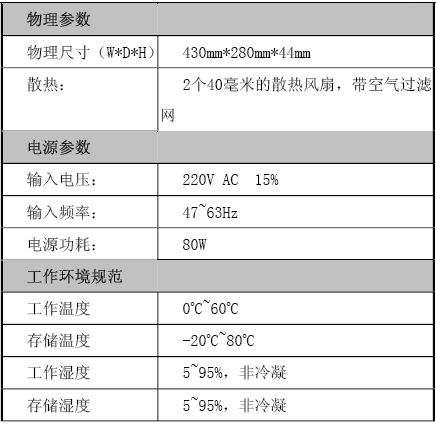 物理参数
物理尺寸（W*D*H） 430mm*280mm*44mm
散热： 2个40毫米的散热风扇，带空气过滤
网
电源参数
输入电压： 220V AC 15%
输入频率： 47~63Hz
电源功耗： 80W
工作环境规范
工作温度 0℃~60℃
存储温度 -20℃~80℃
工作湿度 5~95%，非冷凝
存储湿度 5~95%，非冷凝